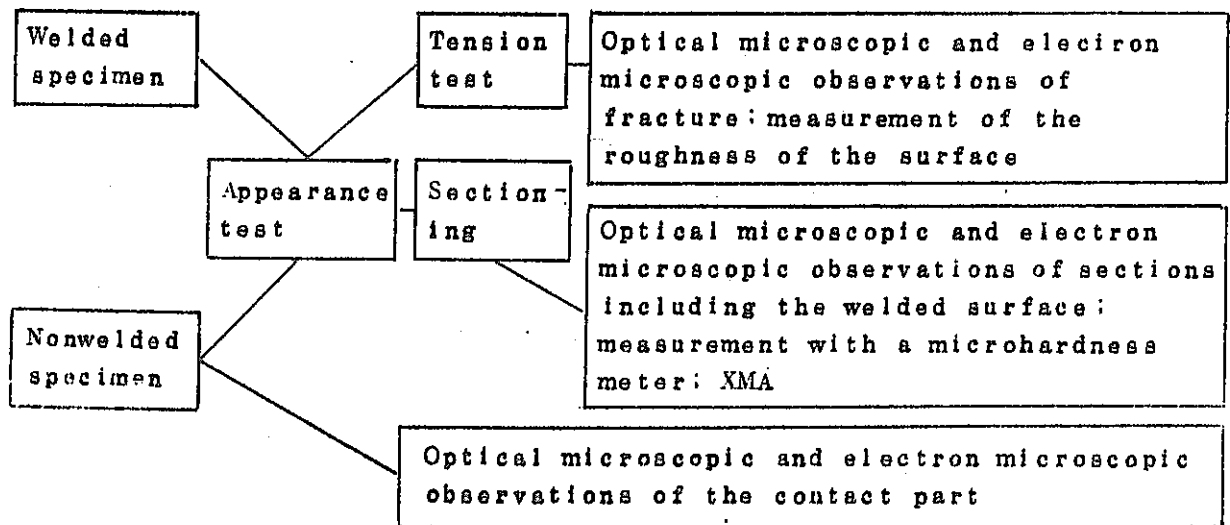 Welded
specimen
Tension
test
Optical microscopic and eleciron
microscopic observations of
fracture; measurement of the
roughness of the surface
Appearance
test
Section-
ing
Optical microscopic and electron
microscopic observations of sections
including the welded surface;
measurement with a microhardness
meter; XMA
Nonwelded
specimen
Optical microscopic and electron microscopic
observations of the contact part